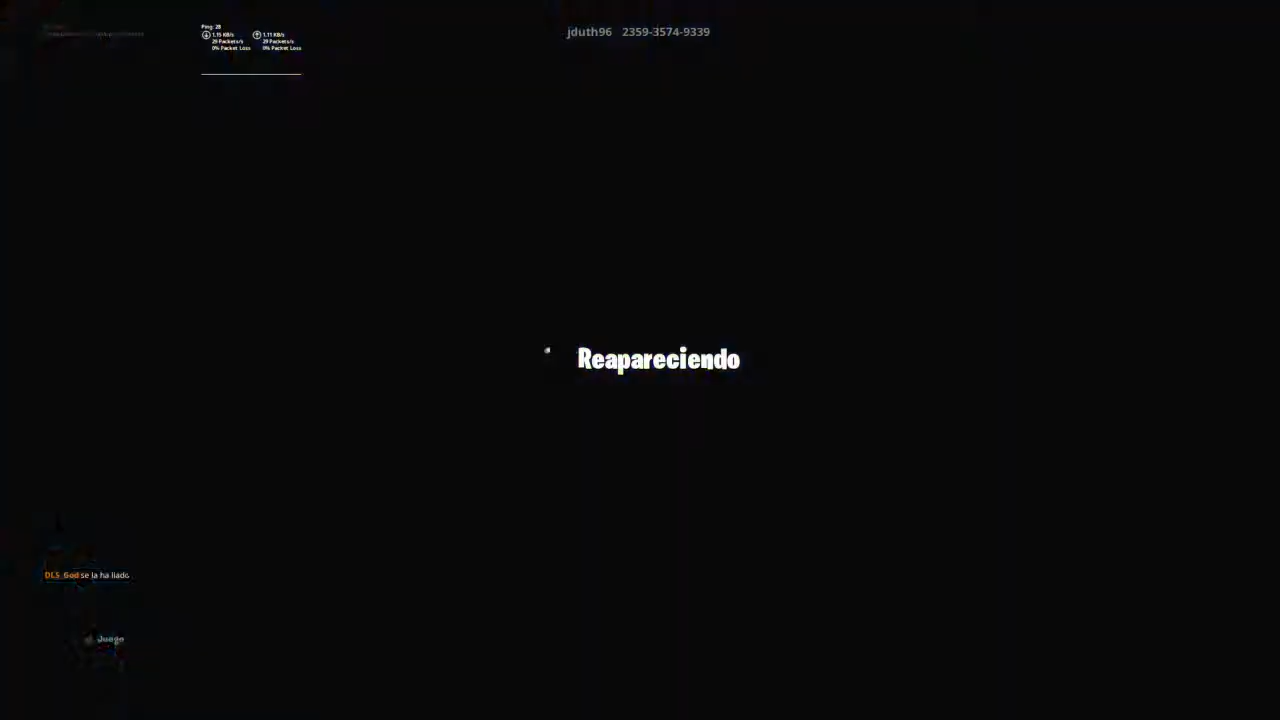 Ping: 28
1.15 KB/s 1.11 KB/s
29 Packets/s 29 Packets/s
0% Packet Loss 0% Packet Loss
jduth96 2359-3574-9339
Reapareciendo
DLS_God se la ha liado
Juego